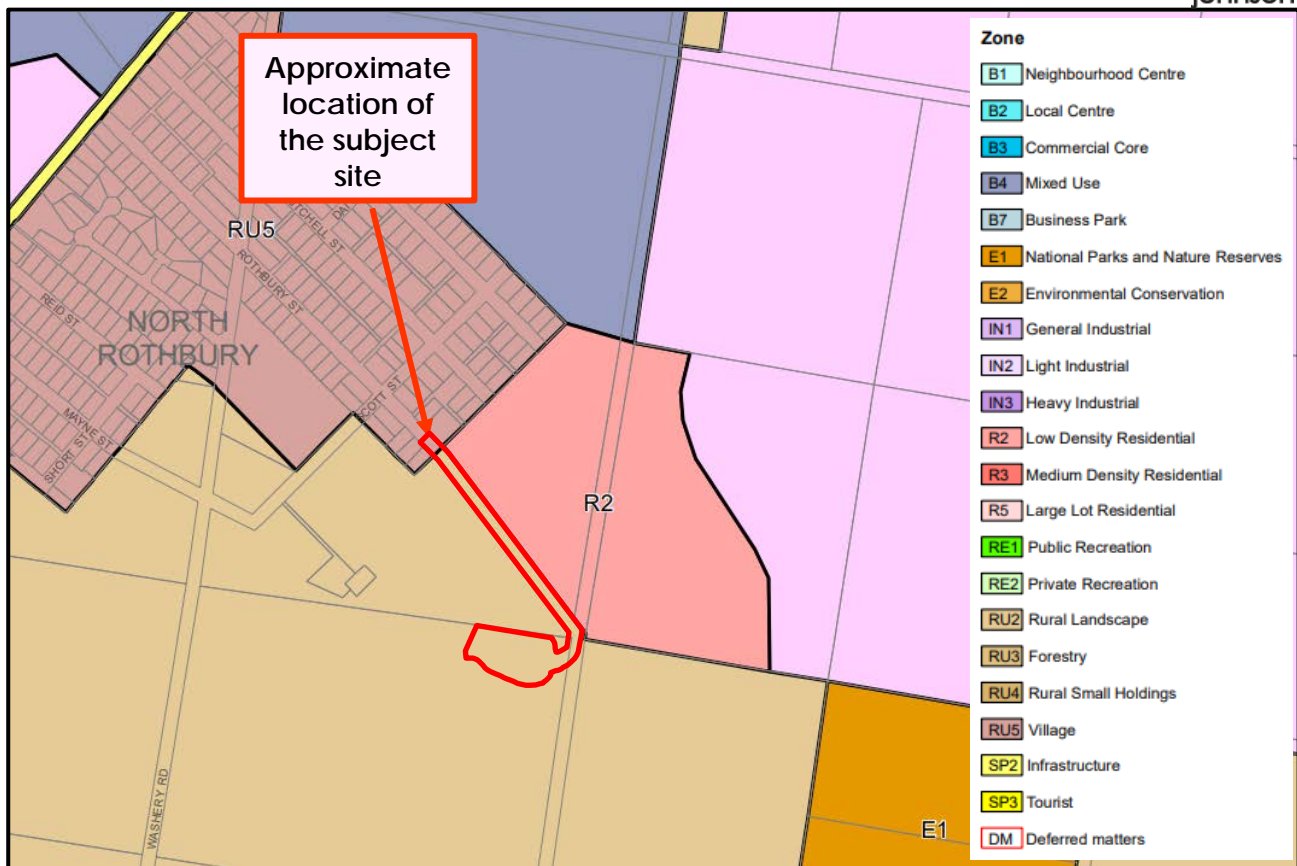 Approximate
location of
the subject
site
RU5
ROTHBURY ST
REID ST
NORTH
ROTHBURY
SCOTT ST
MAYNE ST
SHORT ST
R2
WASHERY RD
E1
Zone
B1 Neighbourhood Centre
B2 Local Centre
B3 Commercial Core
B4 Mixed Use
B7 Business Park
E1 National Parks and Nature Reserves
E2 Environmental Conservation
IN1 General Industrial
IN2 Light Industrial
IN3 Heavy Industrial
R2 Low Density Residential
R3 Medium Density Residential
R5 Large Lot Residential
RE1 Public Recreation
RE2 Private Recreation
RU2 Rural Landscape
RU3 Forestry
RU4 Rural Small Holdings
RU5 Village
SP2 Infrastructure
SP3 Tourist
DM Deferred matters